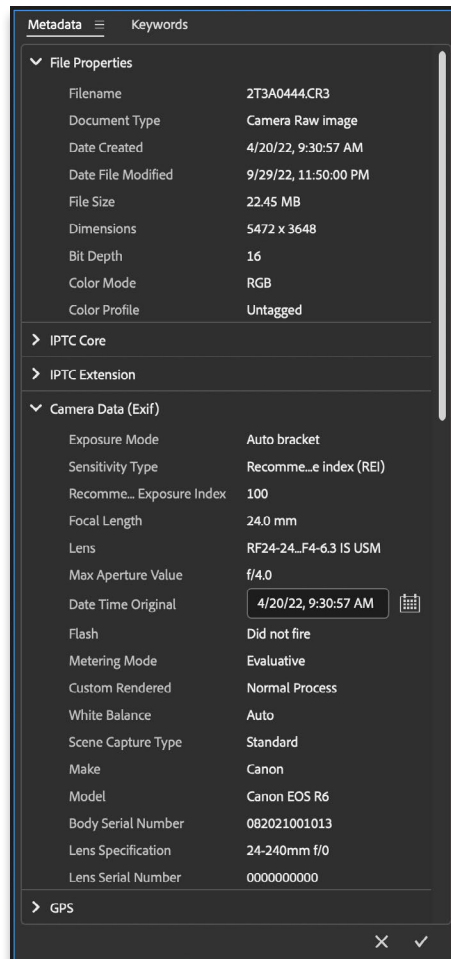 Metadata Keywords
File Properties
Filename 2T3A0444.CR3
Document Type Camera Raw image
Date Created 4/20/22, 9:30:57 AM
Date File Modified 9/29/22, 11:50:00 PM
File Size 22.45 MB
Dimensions 5472 x 3648
Bit Depth 16
Color Mode RGB
Color Profile Untagged
IPTC Core
IPTC Extension
Camera Data (Exif)
Exposure Mode Auto bracket
Sensitivity Type Recomme...e index (REI)
Recomme... Exposure Index 100
Focal Length 24.0 mm
Lens RF24-24...F4-6.3 IS USM
Max Aperture Value f/4.0
Date Time Original 4/20/22, 9:30:57 AM
Flash Did not fire
Metering Mode Evaluative
Custom Rendered Normal Process
White Balance Auto
Scene Capture Type Standard
Make Canon
Model Canon EOS R6
Body Serial Number 082021001013
Lens Specification 24-240mm f/0
Lens Serial Number 0000000000
GPS